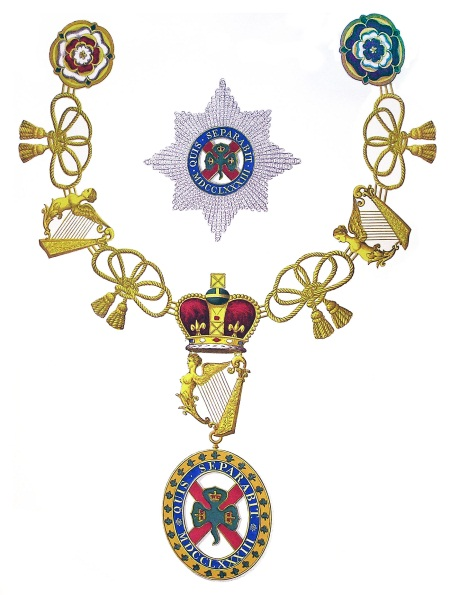 QUIS · SEPARABIT ·
MDCCLXXXIII ·
QUIS · SEPARABIT
MDCCLXXXIII